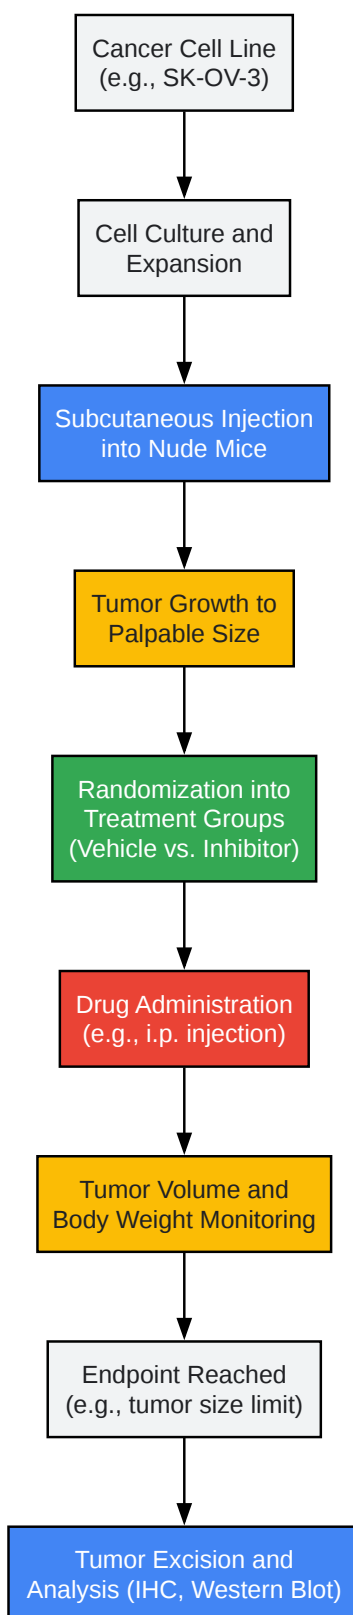 Cancer Cell Line
(e.g., SK-OV-3)
Cell Culture and
Expansion
Subcutaneous Injection
into Nude Mice
Tumor Growth to
Palpable Size
Randomization into
Treatment Groups
(Vehicle vs. Inhibitor)
Drug Administration
(e.g., i.p. injection)
Tumor Volume and
Body Weight Monitoring
Endpoint Reached
(e.g., tumor size limit)
Tumor Excision and
Analysis (IHC, Western Blot)